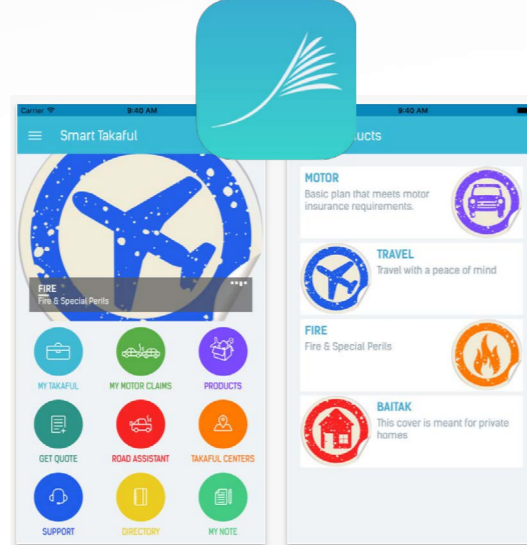 Carrier 9:40 AM
Smart Takaful
FIRE
Fire & Special Perils
MY TAKAFUL
MY MOTOR CLAIMS
PRODUCTS
GET QUOTE
ROAD ASSISTANT
TAKAFUL CENTERS
SUPPORT
DIRECTORY
MY NOTE
9:40 AM
ucts
MOTOR
Basic plan that meets motor
insurance requirements.
TRAVEL
Travel with a peace of mind
FIRE
Fire & Special Perils
BAITAK
This cover is meant for private
homes